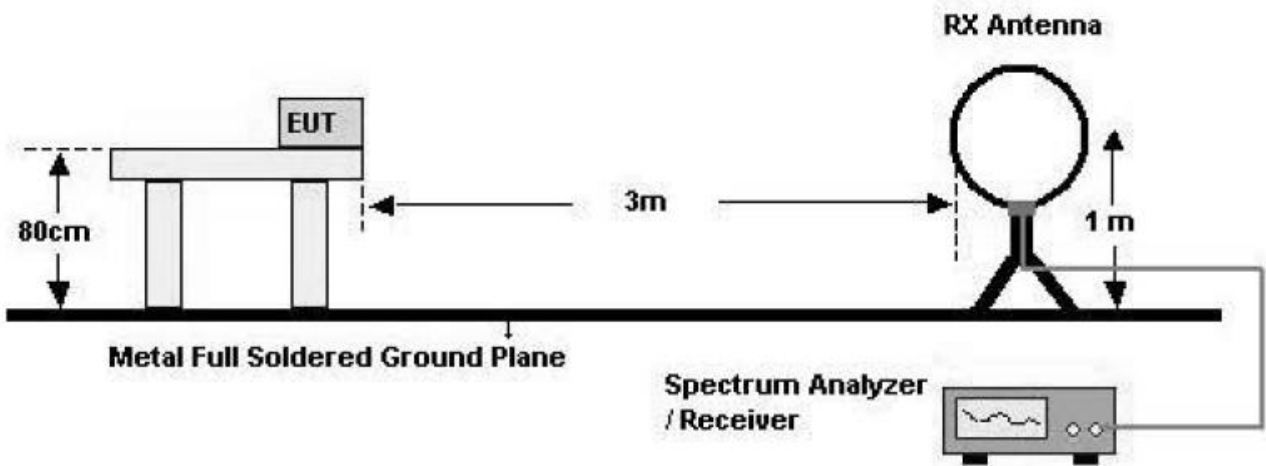 RX Antenna
EUT
80cm
3m
1 m
Metal Full Soldered Ground Plane
Spectrum Analyzer
/ Receiver